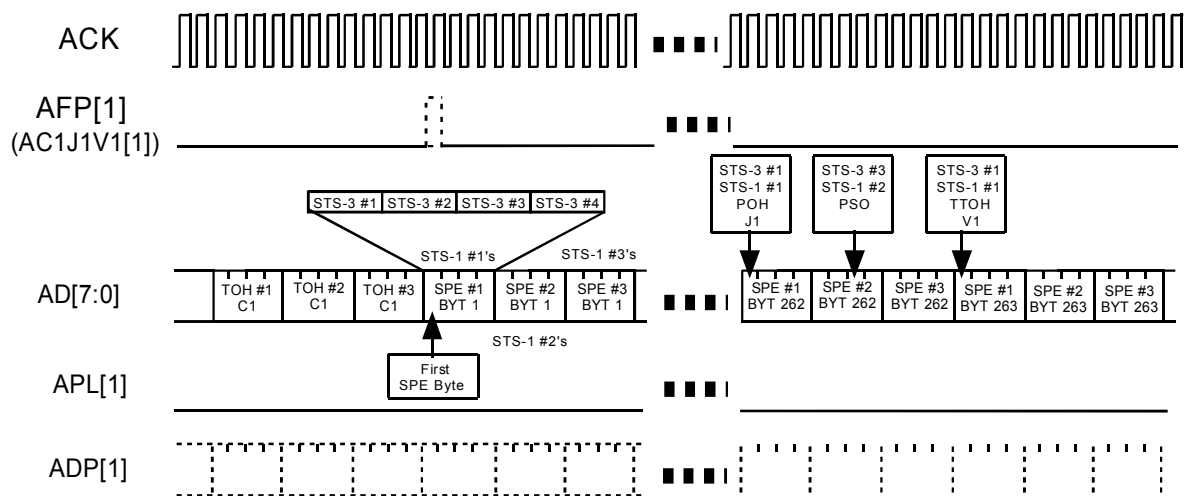 ACK
AFP[1]
(AC1J1V1[1])
STS-3 #1
STS-1 #1
POH
J1
STS-3 #3
STS-1 #2
PSO
STS-3 #1
STS-1 #1
TTOH
V1
STS-3 #1 STS-3 #2 STS-3 #3 STS-3 #4
STS-1 #1's
STS-1 #3's
AD[7:0]
TOH #1
C1
TOH #2
C1
TOH #3
C1
SPE #1
BYT 1
SPE #2
BYT 1
SPE #3
BYT 1
SPE #1
BYT 262
SPE #2
BYT 262
SPE #3
BYT 262
SPE #1
BYT 263
SPE #2
BYT 263
SPE #3
BYT 263
STS-1 #2's
First
SPE Byte
APL[1]
ADP[1]